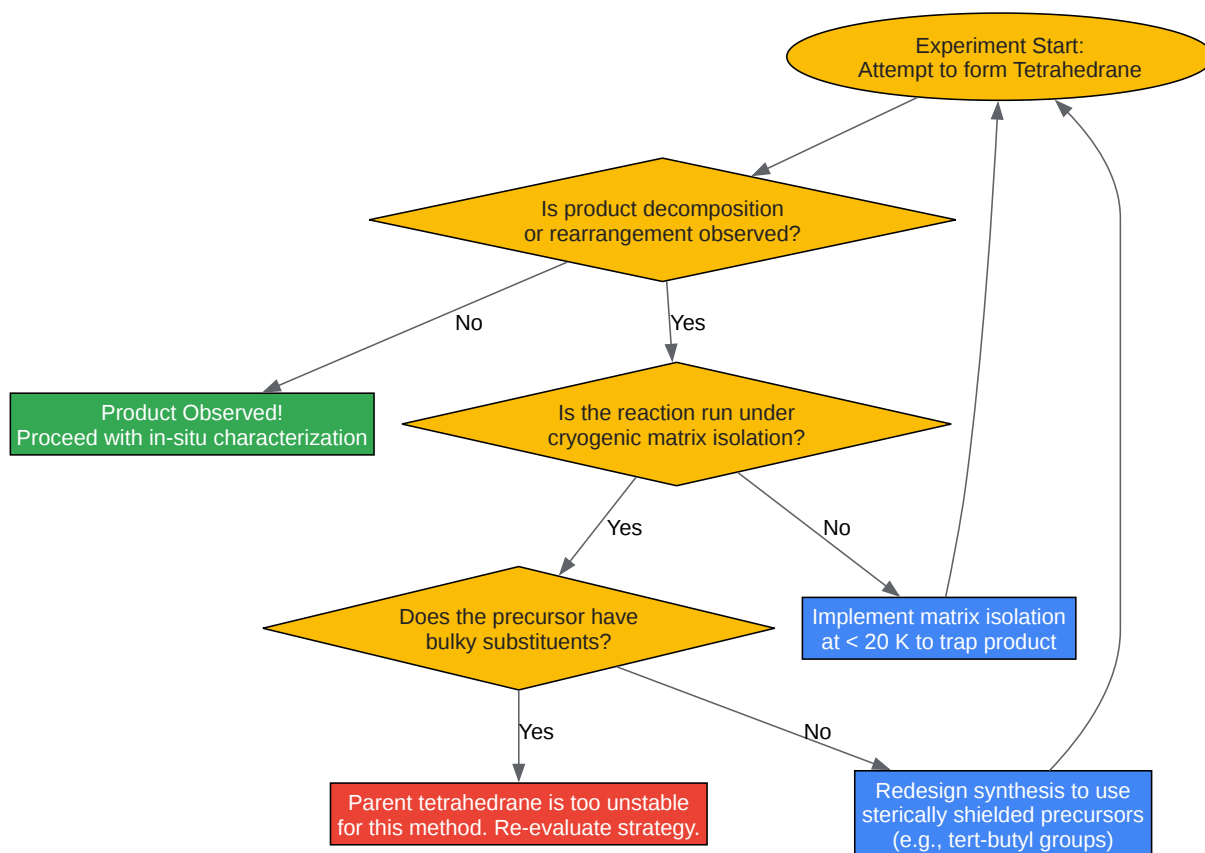 Experiment Start:
Attempt to form Tetrahedrane
Is product decomposition
or rearrangement observed?
No
Yes
Product Observed!
Proceed with in-situ characterization
Is the reaction run under
cryogenic matrix isolation?
Yes
No
Does the precursor have
bulky substituents?
Implement matrix isolation
at < 20 K to trap product
Yes
No
Parent tetrahedrane is too unstable
for this method. Re-evaluate strategy.
Redesign synthesis to use
sterically shielded precursors
(e.g., tert-butyl groups)